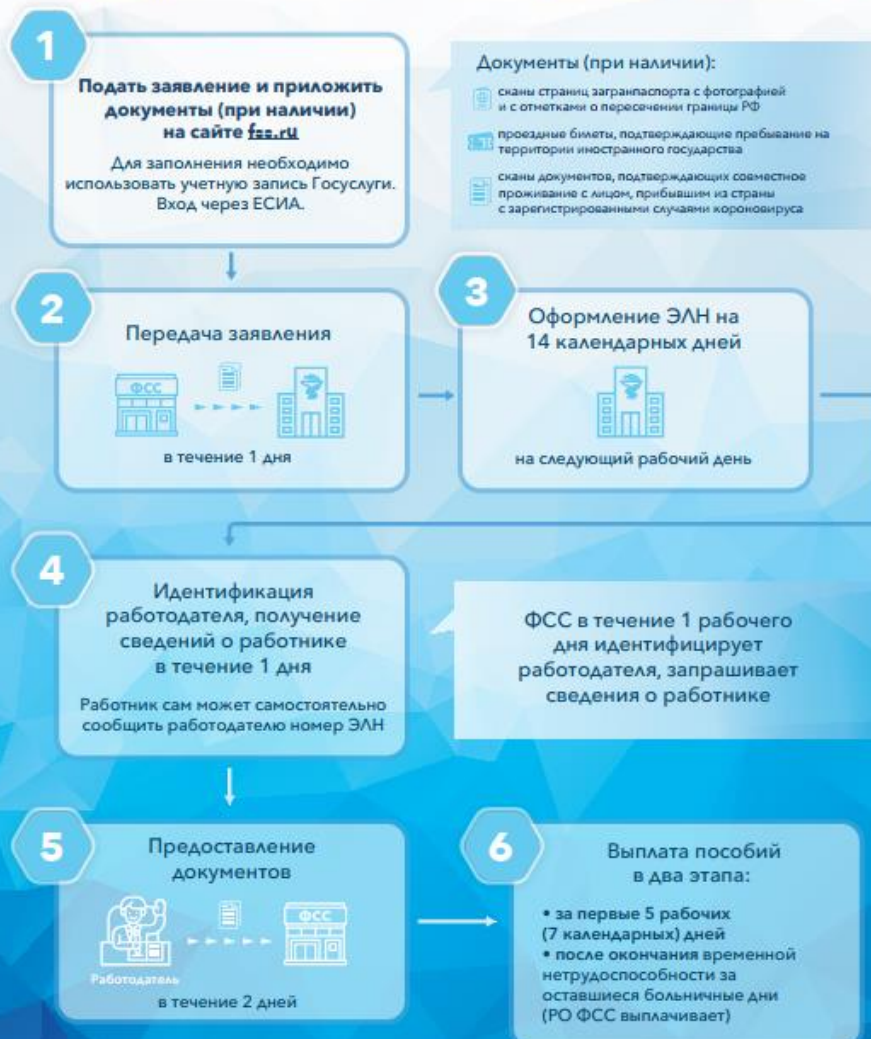 1
Подать заявление и приложить
документы (при наличии)
на сайте fss.ru
Для заполнения необходимо
использовать учетную запись Госуслуги.
Вход через ЕСИА.
Документы (при наличии):
сканы страниц загранпаспорта с фотографией
и с отметками о пересечении границы РФ
проездные билеты, подтверждающие пребывание на
территории иностранного государства
сканы документов, подтверждающих совместное
проживание с лицом, прибывшим из страны
с зарегистрированными случаями короновируса
2
Передача заявления
ФСС
в течение 1 дня
3
Оформление ЭЛН на
14 календарных дней
на следующий рабочий день
4
Идентификация
работодателя, получение
сведений о работнике
в течение 1 дня
Работник сам может самостоятельно
сообщить работодателю номер ЭЛН
ФСС в течение 1 рабочего
дня идентифицирует
работодателя, запрашивает
сведения о работнике
5
Предоставление
документов
ФСС
Работодатель
в течение 2 дней
6
Выплата пособий
в два этапа:
• за первые 5 рабочих
(7 календарных) дней
• после окончания временной
нетрудоспособности за
оставшиеся больничные дни
(РО ФСС выплачивает)